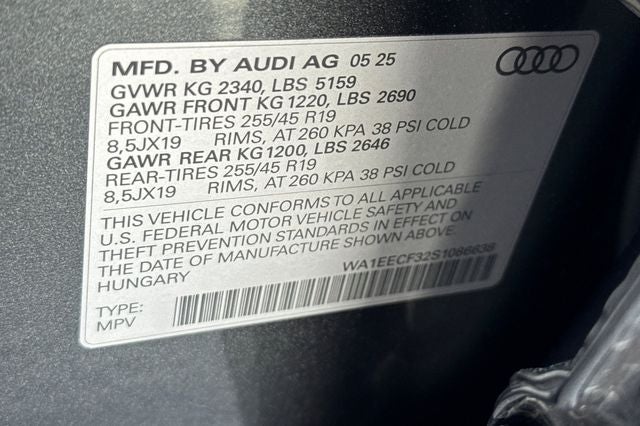 MFD. BY AUDI AG 05 25
GVWR KG 2340, LBS 5159
GAWR FRONT KG 1220, LBS 2690
FRONT-TIRES 255/45 R19
8,5JX19 RIMS, AT 260 KPA 38 PSI COLD
GAWR REAR KG 1200, LBS 2646
REAR-TIRES 255/45 R19
8,5JX19 RIMS, AT 260 KPA 38 PSI COLD
THIS VEHICLE CONFORMS TO ALL APPLICABLE
U.S. FEDERAL MOTOR VEHICLE SAFETY AND
THEFT PREVENTION STANDARDS IN EFFECT ON
THE DATE OF MANUFACTURE SHOWN ABOVE.
HUNGARY
WA1EECF32S1086638
TYPE:
MPV